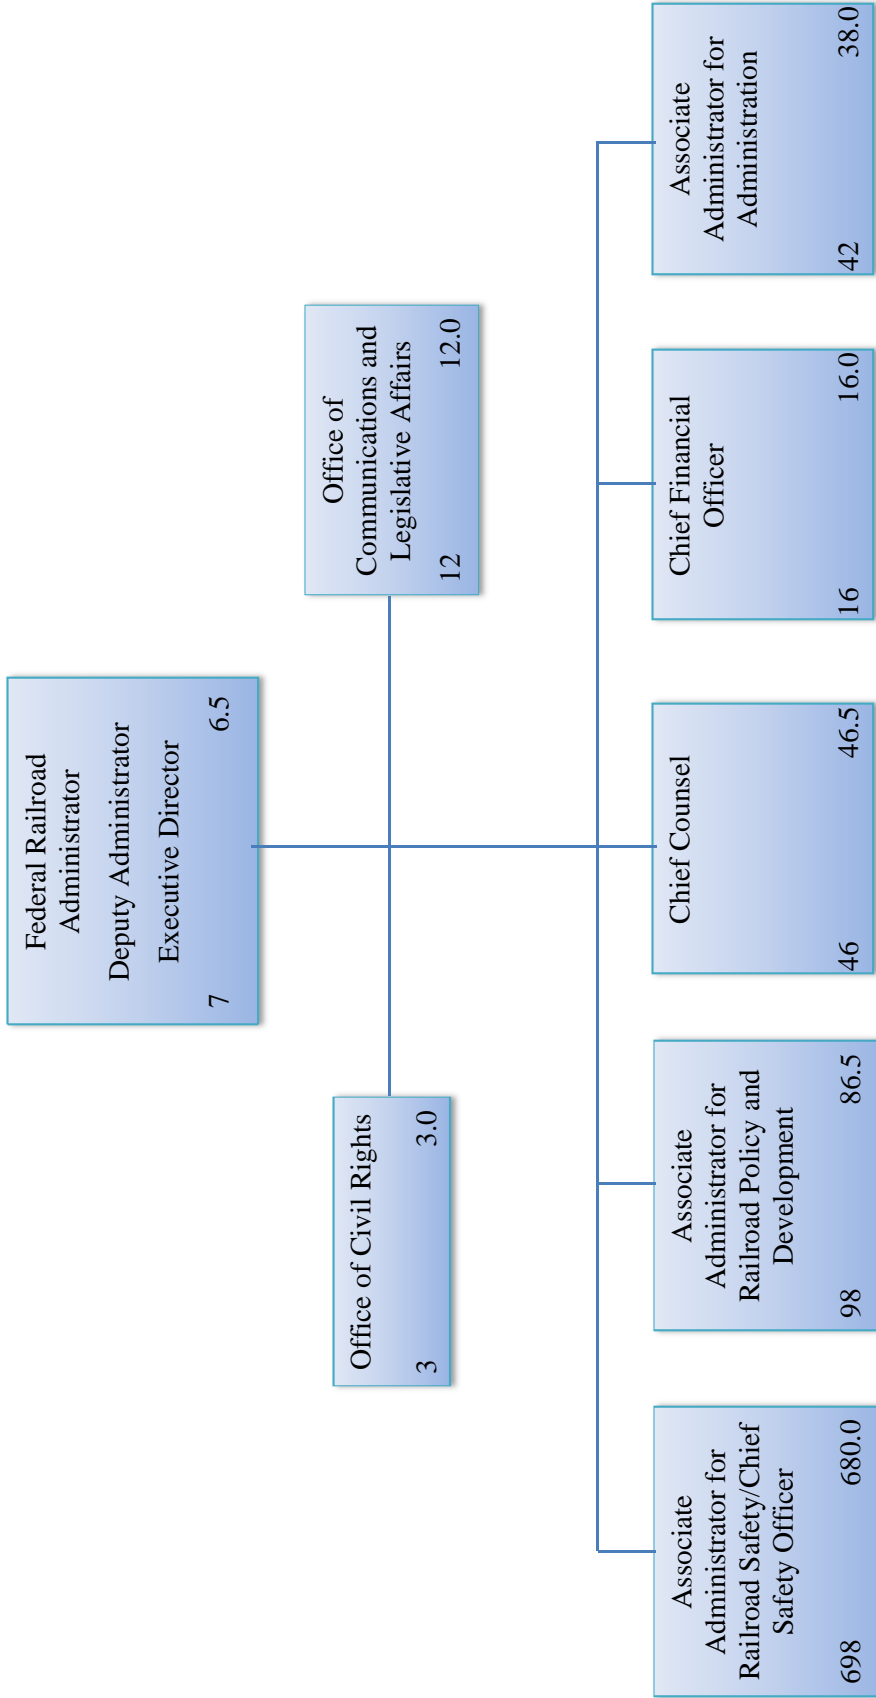 Federal Railroad
Administrator
Deputy Administrator
Executive Director
7 6.5
Office of Civil Rights
3 3.0
Office of
Communications and
Legislative Affairs
12 12.0
Associate
Administrator for
Railroad Safety/Chief
Safety Officer
698 680.0
Associate
Administrator for
Railroad Policy and
Development
98 86.5
Chief Counsel
46 46.5
Chief Financial
Officer
16 16.0
Associate
Administrator for
Administration
42 38.0